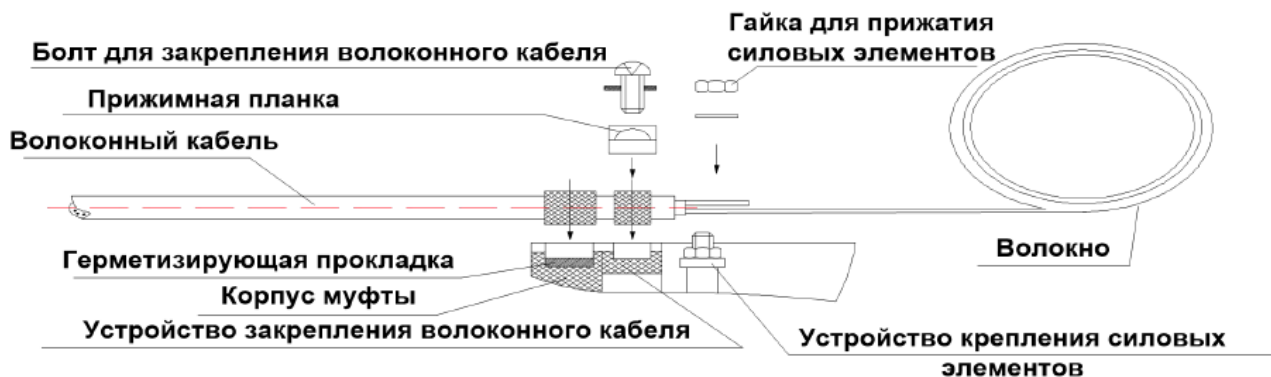 Гайка для прижатия
силовых элементов
Болт для закрепления волоконного кабеля
Прижимная планка
Волоконный кабель
Волокно
Герметизирующая прокладка
Корпус муфты
Устройство закрепления волоконного кабеля
Устройство крепления силовых
элементов